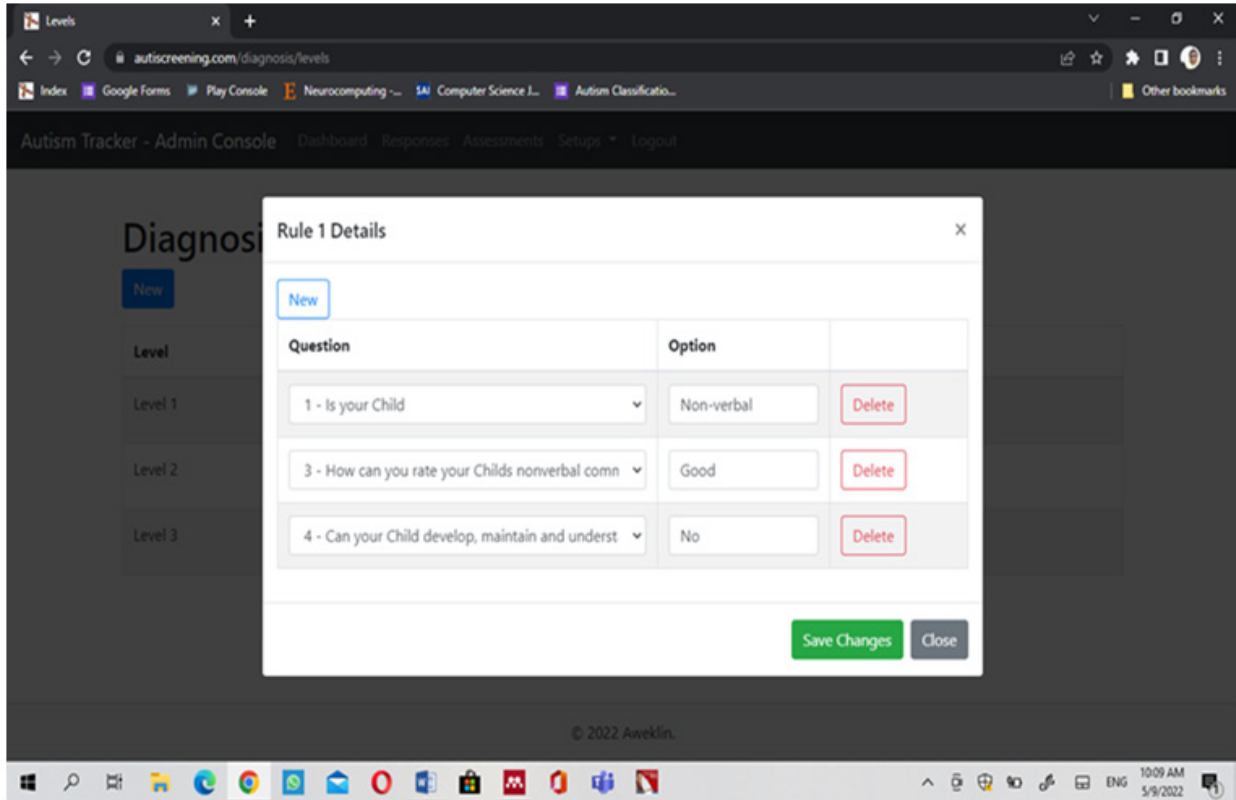 Levels
autiscreening.com/diagnosis/levels
Index Google Forms Play Console Neurocomputing -... SAI Computer Science J... Autism Classificatio... Other bookmarks
Autism Tracker - Admin Console Dashboard Responses Assessments Setups Logout
Diagnosi
New
Level
Level 1
Level 2
Level 3
Rule 1 Details
New
Question Option
1 - Is your Child Non-verbal Delete
3 - How can you rate your Childs nonverbal comn Good Delete
4 - Can your Child develop, maintain and underst No Delete
Save Changes Close
© 2022 Aweklin.
ENG 10:09 AM
5/9/2022